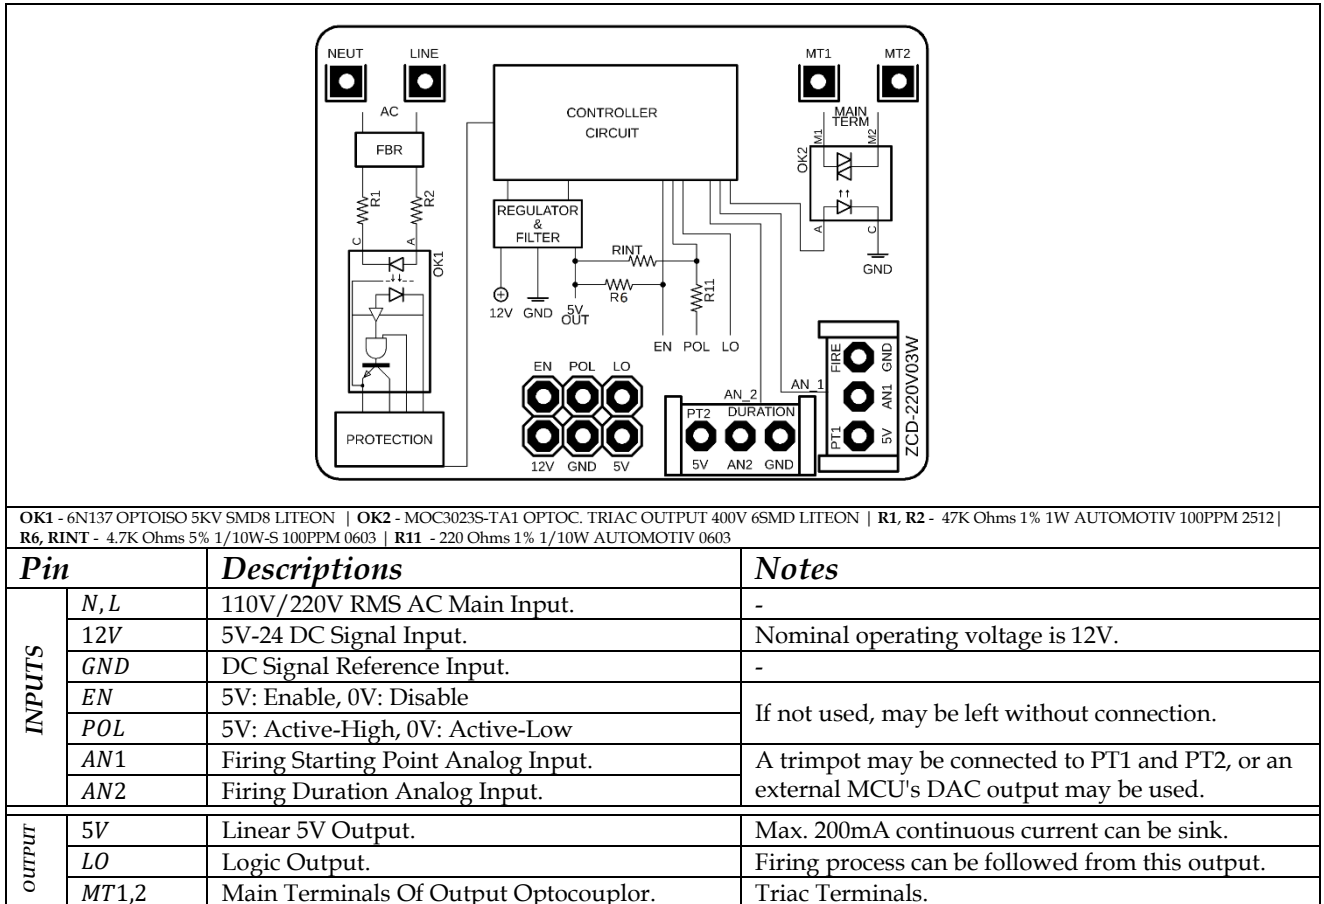 NEUT LINE MT1 MT2
AC
MAIN
TERM
CONTROLLER
CIRCUIT
FBR
M1 M2
OK2
R1 R2
REGULATOR
&
FILTER
A C
C A
OK1
RINT
GND
R6
R11
12V GND 5V
OUT
EN POL LO
EN POL LO
AN_2
AN_1
PT2 DURATION
FIRE GND
AN1
PT1 5V
ZCD-220V03W
PROTECTION
12V GND 5V
5V AN2 GND
OK1 - 6N137 OPTOISO 5KV SMD8 LITEON | OK2 - MOC3023S-TA1 OPTOC. TRIAC OUTPUT 400V 6SMD LITEON | R1, R2 - 47K Ohms 1% 1W AUTOMOTIV 100PPM 2512|
R6, RINT - 4.7K Ohms 5% 1/10W-S 100PPM 0603 | R11 - 220 Ohms 1% 1/10W AUTOMOTIV 0603
Pin Descriptions Notes
INPUTS
N, L 110V/220V RMS AC Main Input. -
12V 5V-24 DC Signal Input. Nominal operating voltage is 12V.
GND DC Signal Reference Input. -
EN 5V: Enable, 0V: Disable
If not used, may be left without connection.
POL 5V: Active-High, 0V: Active-Low
AN1 Firing Starting Point Analog Input. A trimpot may be connected to PT1 and PT2, or an
AN2 Firing Duration Analog Input. external MCU's DAC output may be used.
OUTPUT
5V Linear 5V Output. Max. 200mA continuous current can be sink.
LO Logic Output. Firing process can be followed from this output.
MT1,2 Main Terminals Of Output Optocouplor. Triac Terminals.